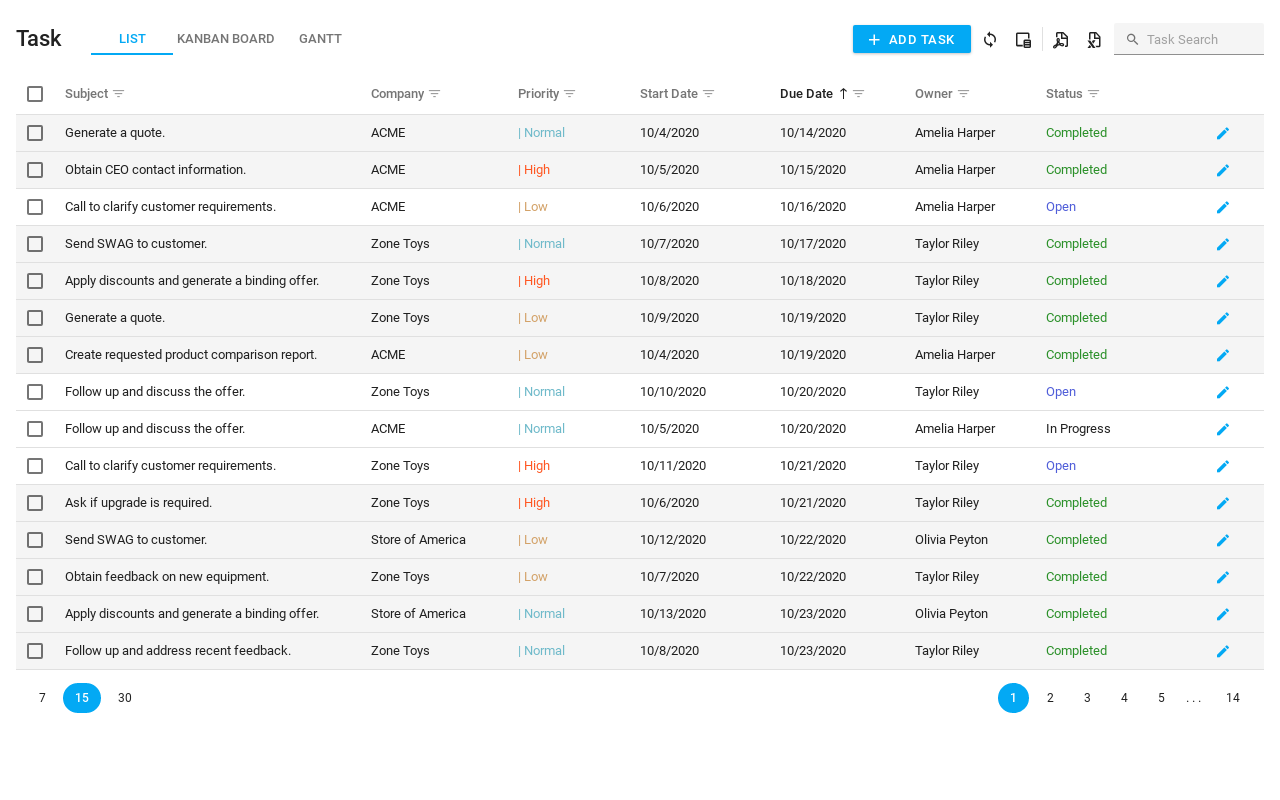 Task LIST KANBAN BOARD GANTT ADD TASK Task Search
Subject Company Priority Start Date Due Date Owner Status
Generate a quote. ACME | Normal 10/4/2020 10/14/2020 Amelia Harper Completed
Obtain CEO contact information. ACME | High 10/5/2020 10/15/2020 Amelia Harper Completed
Call to clarify customer requirements. ACME | Low 10/6/2020 10/16/2020 Amelia Harper Open
Send SWAG to customer. Zone Toys | Normal 10/7/2020 10/17/2020 Taylor Riley Completed
Apply discounts and generate a binding offer. Zone Toys | High 10/8/2020 10/18/2020 Taylor Riley Completed
Generate a quote. Zone Toys | Low 10/9/2020 10/19/2020 Taylor Riley Completed
Create requested product comparison report. ACME | Low 10/4/2020 10/19/2020 Amelia Harper Completed
Follow up and discuss the offer. Zone Toys | Normal 10/10/2020 10/20/2020 Taylor Riley Open
Follow up and discuss the offer. ACME | Normal 10/5/2020 10/20/2020 Amelia Harper In Progress
Call to clarify customer requirements. Zone Toys | High 10/11/2020 10/21/2020 Taylor Riley Open
Ask if upgrade is required. Zone Toys | High 10/6/2020 10/21/2020 Taylor Riley Completed
Send SWAG to customer. Store of America | Low 10/12/2020 10/22/2020 Olivia Peyton Completed
Obtain feedback on new equipment. Zone Toys | Low 10/7/2020 10/22/2020 Taylor Riley Completed
Apply discounts and generate a binding offer. Store of America | Normal 10/13/2020 10/23/2020 Olivia Peyton Completed
Follow up and address recent feedback. Zone Toys | Normal 10/8/2020 10/23/2020 Taylor Riley Completed
7 15 30 1 2 3 4 5 . . . 14